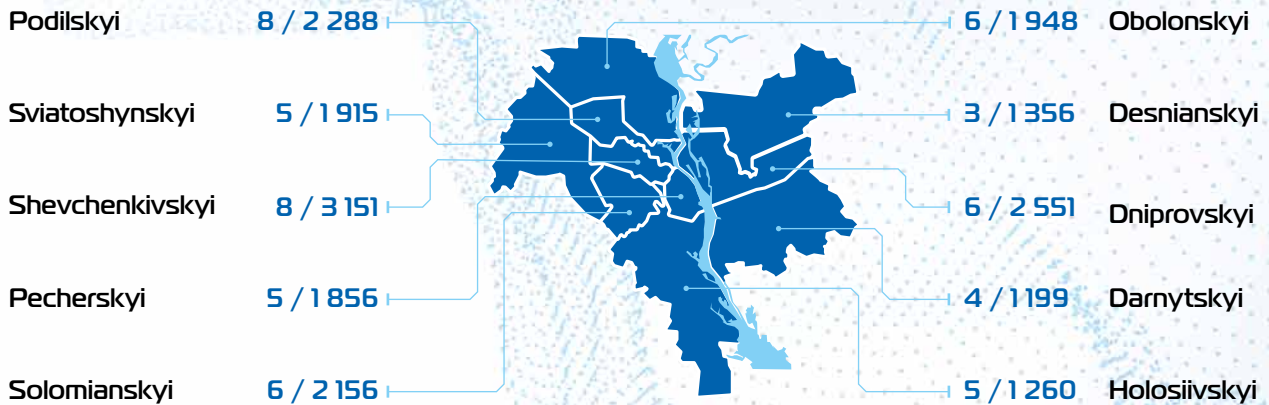 Podilskyi 8 / 2 288
6 / 1 948 Obolonskyi
Sviatoshynskyi 5 / 1 915
3 / 1 356 Desnianskyi
Shevchenkivskyi 8 / 3 151
6 / 2 551 Dniprovskyi
Pecherskyi 5 / 1 856
4 / 1 199 Darnytskyi
Solomianskyi 6 / 2 156
5 / 1 260 Holosiivskyi